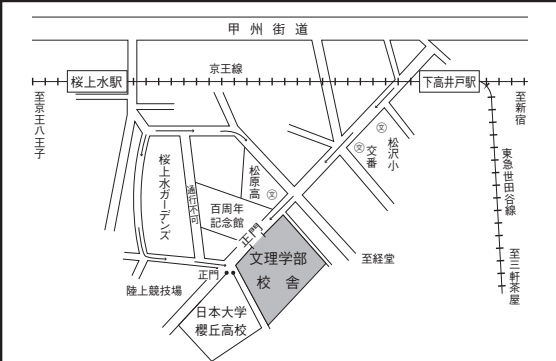 甲州街道
桜上水駅
京王線
下高井戸駅
至京王八王子
至新宿
東急世田谷線
至三軒茶屋
松沢小
交番
文
文
松原高
文
桜上水ガーデンズ
通行不可
百周年
記念館
正門
文理学部
校舎
至経堂
正門
陸上競技場
日本大学
櫻丘高校